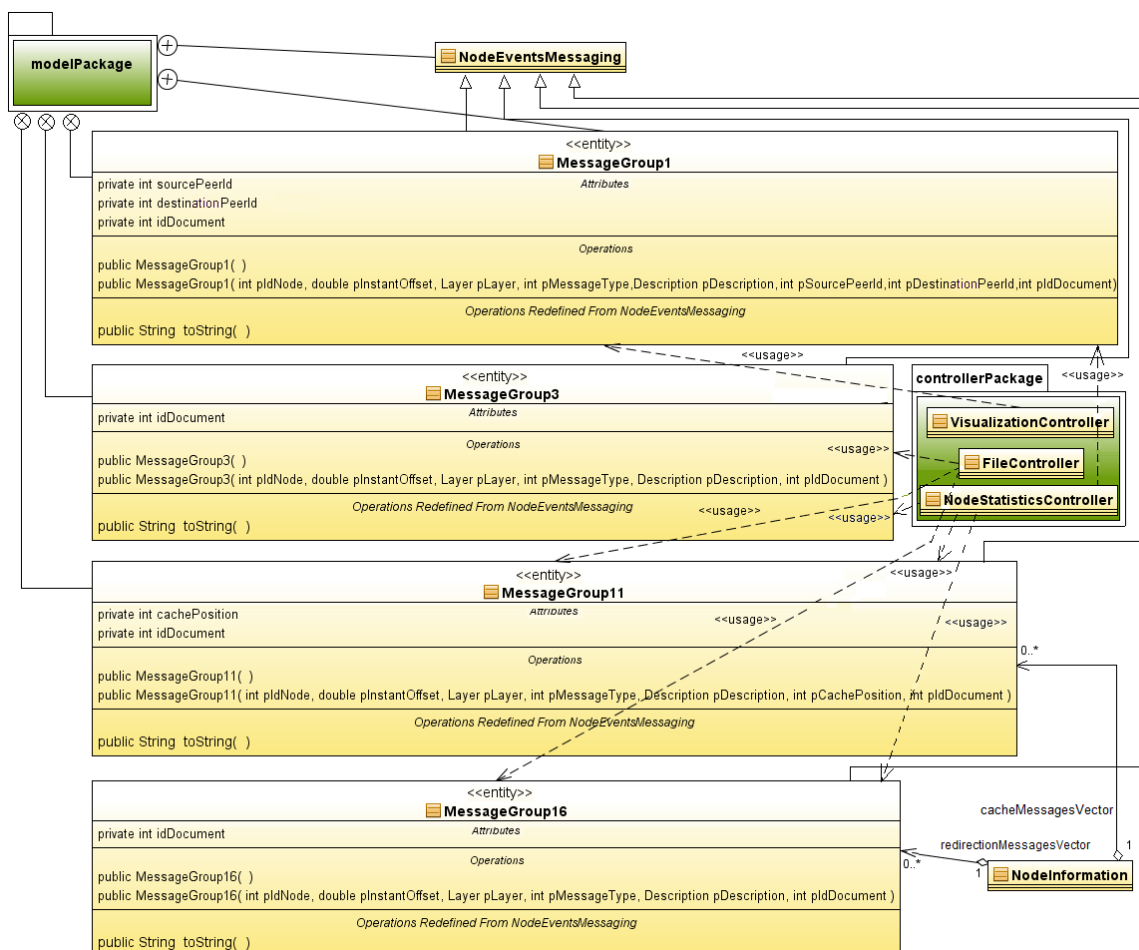 modelPackage
NodeEventsMessaging
<<entity>>
MessageGroup1
Attributes
private int sourcePeerId
private int destinationPeerId
private int idDocument
Operations
public MessageGroup1( )
public MessageGroup1( int pIdNode, double pInstantOffset, Layer pLayer, int pMessageType,Description pDescription, int pSourcePeerId,int pDestinationPeerId,int pIdDocument)
Operations Redefined From NodeEventsMessaging
public String toString( )
<<usage>>
<<usage>>
controllerPackage
VisualizationController
FileController
NodeStatisticsController
<<entity>>
MessageGroup3
Attributes
private int idDocument
Operations
public MessageGroup3( )
<<usage>>
public MessageGroup3( int pIdNode, double pInstantOffset, Layer pLayer, int pMessageType, Description pDescription, int pIdDocument )
Operations Redefined From NodeEventsMessaging
<<usage>>
<<usage>>
public String toString( )
<<entity>>
<<usage>>
MessageGroup11
Attributes
private int cachePosition
<<usage>>
<<usage>>
private int idDocument
0..*
Operations
public MessageGroup11( )
public MessageGroup11( int pIdNode, double pInstantOffset, Layer pLayer, int pMessageType, Description pDescription, int pCachePosition, int pIdDocument )
Operations Redefined From NodeEventsMessaging
public String toString( )
<<entity>>
MessageGroup16
Attributes
private int idDocument
Operations
public MessageGroup16( )
public MessageGroup16( int pIdNode, double pInstantOffset, Layer pLayer, int pMessageType, Description pDescription, int pIdDocument )
Operations Redefined From NodeEventsMessaging
public String toString( )
cacheMessagesVector
1
redirectionMessagesVector
0..*
1
NodeInformation